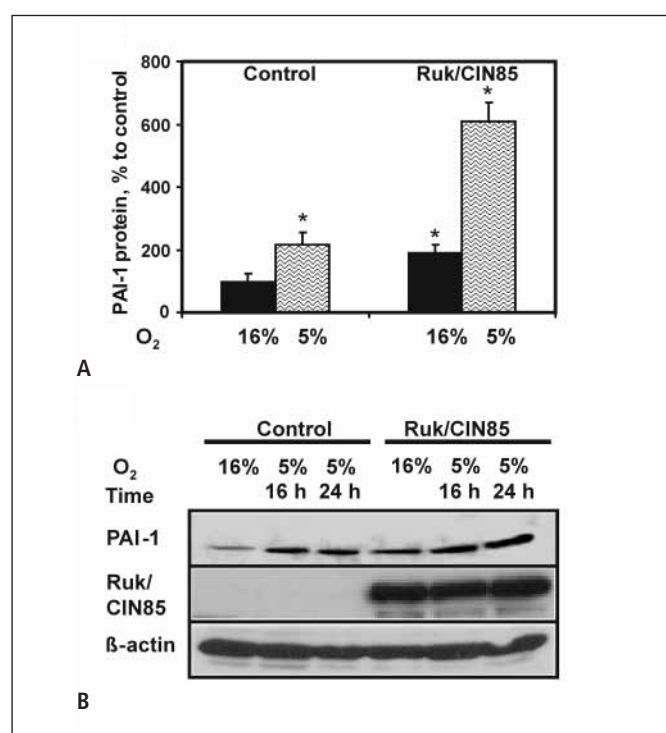 800
600
400
200
0
PAI-1 protein, % to control
Control Ruk/CIN85
*
*
*
O2 16% 5% 16% 5%
A
Control Ruk/CIN85
O2 16% 5% 5% 16% 5% 5%
Time 16 h 24 h 16 h 24 h
PAI-1
Ruk/
CIN85
ß-actin
B